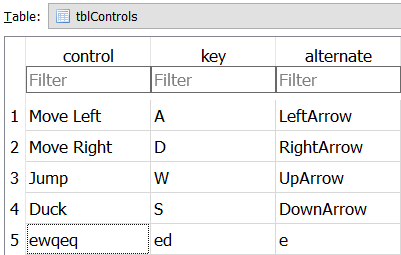 Table: tblControls
control key alternate
Filter Filter Filter
1 Move Left A LeftArrow
2 Move Right D RightArrow
3 Jump W UpArrow
4 Duck S DownArrow
5 ewqeq ed e